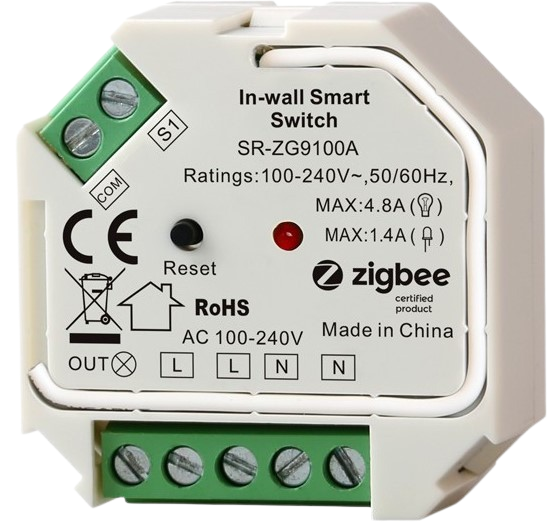 In-wall Smart
Switch
SR-ZG9100A
Ratings:100-240V~,50/60Hz,
MAX:4.8A ( )
MAX:1.4A ( )
S1
COM
CE
Reset
zigbee
certified
product
RoHS
Made in China
AC 100-240V
OUT L L N N